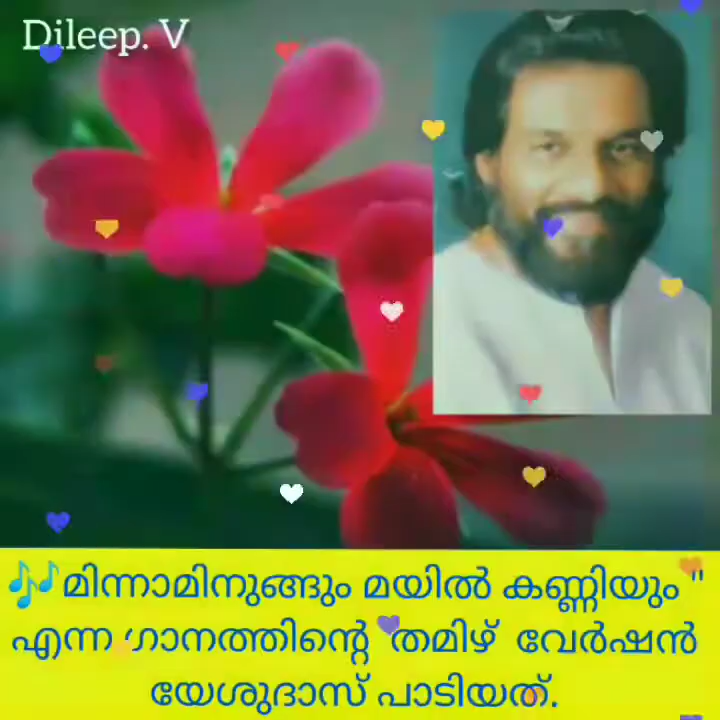 Dileep. V
🎶മിന്നാമിനുങ്ങും മയിൽ കണ്ണിയും "
എന്ന ഗാനത്തിന്റെ തമിഴ് വേർഷൻ
യേശുദാസ് പാടിയത്.